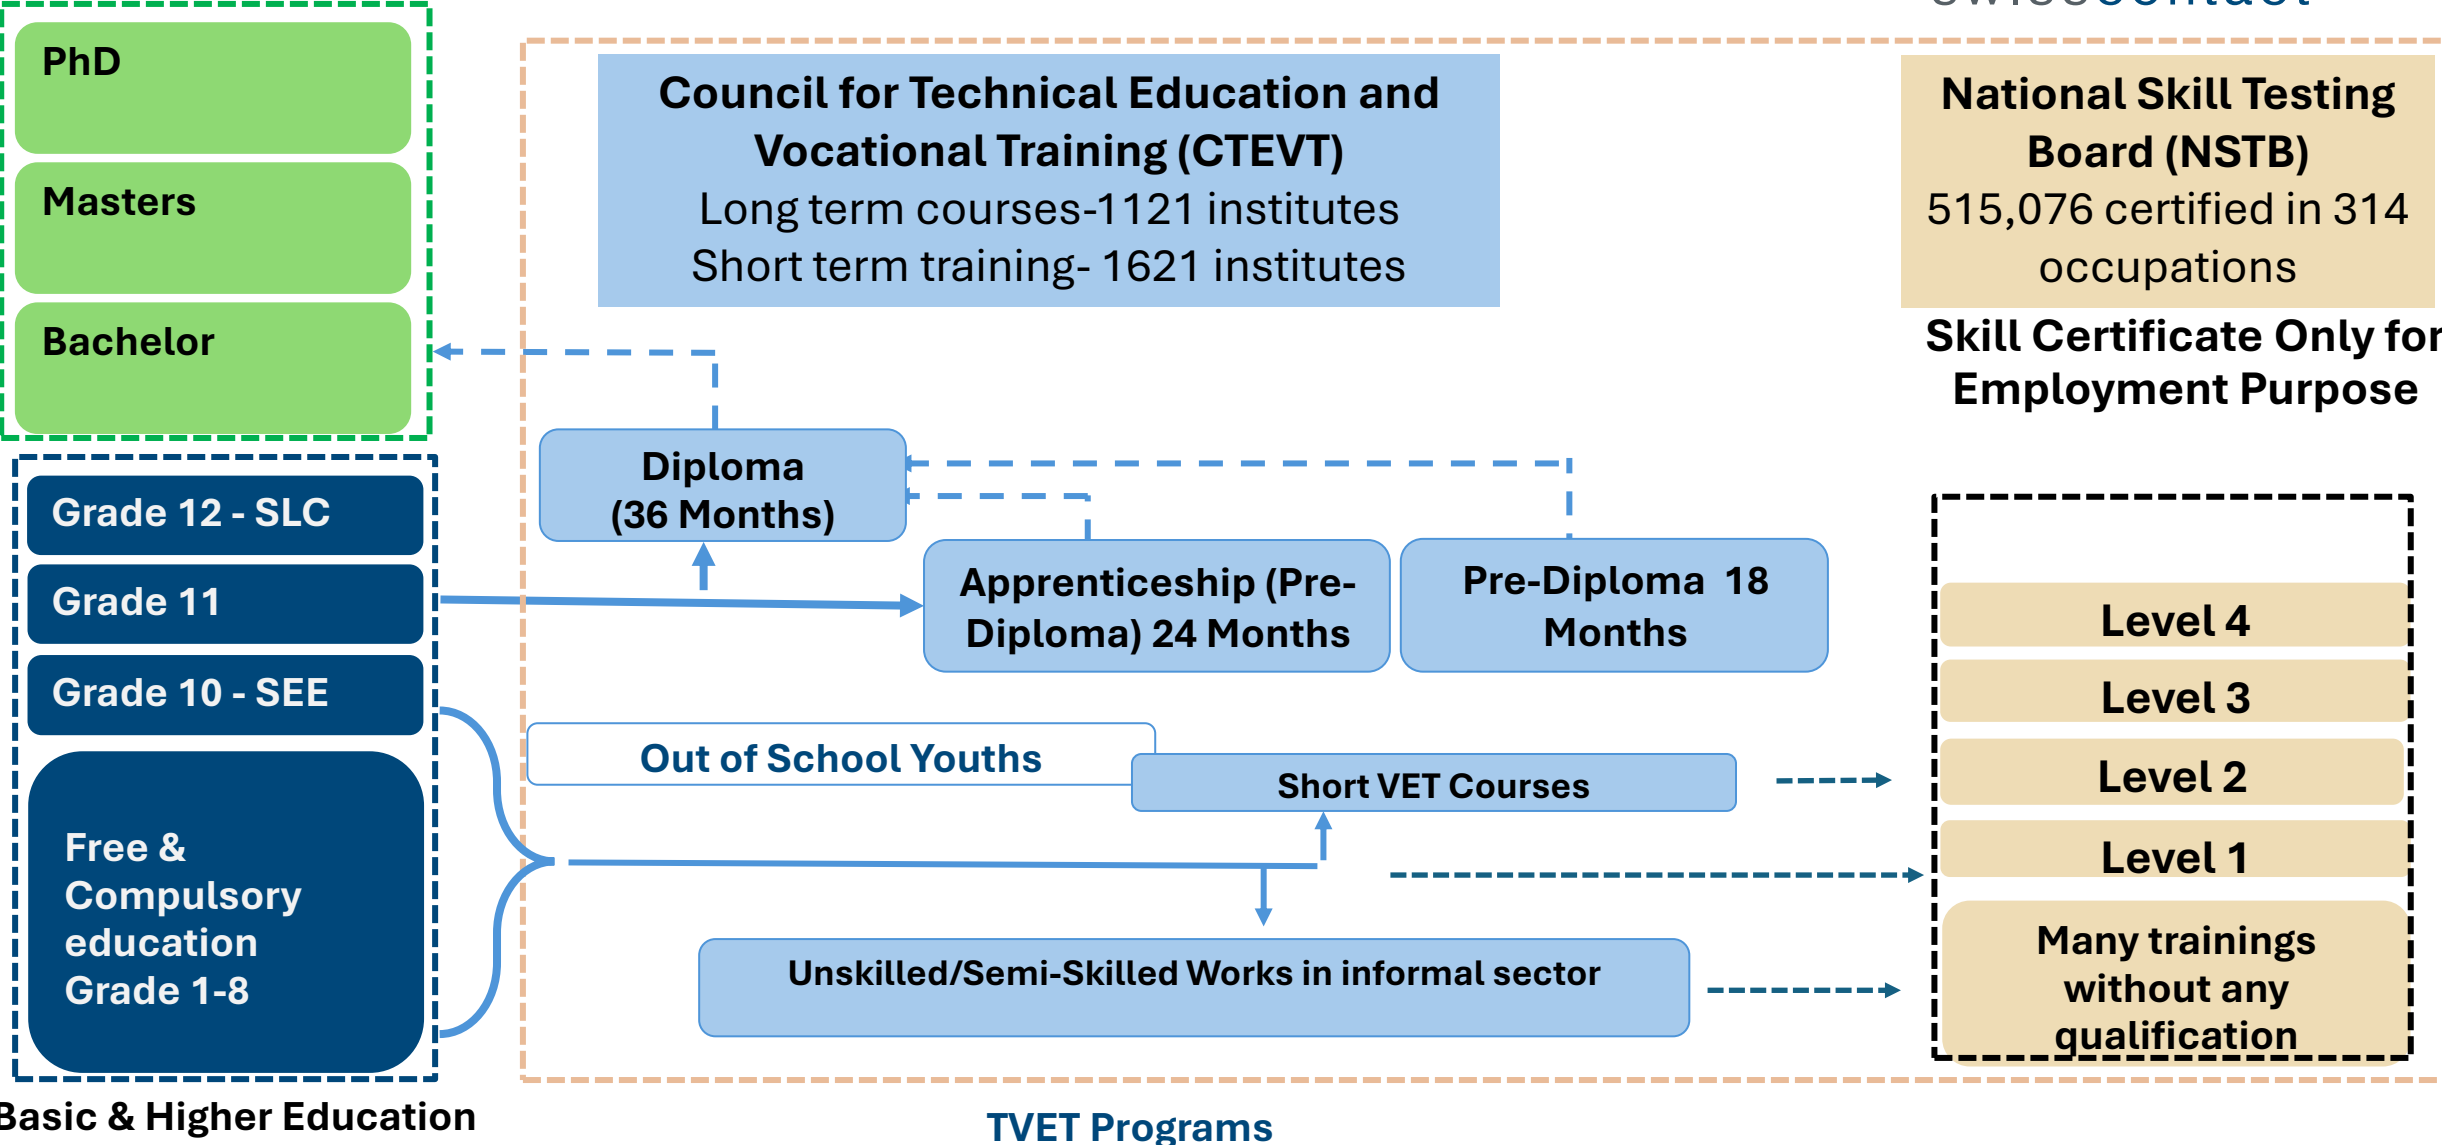 swisscontact
PhD
Masters
Bachelor
Grade 12 - SLC
Grade 11
Grade 10 - SEE
Free &
Compulsory
education
Grade 1-8
Basic & Higher Education
Council for Technical Education and
Vocational Training (CTEVT)
Long term courses-1121 institutes
Short term training- 1621 institutes
Diploma
(36 Months)
Apprenticeship (Pre-
Diploma) 24 Months
Pre-Diploma 18
Months
Out of School Youths
Short VET Courses
Unskilled/Semi-Skilled Works in informal sector
TVET Programs
National Skill Testing
Board (NSTB)
515,076 certified in 314
occupations
Skill Certificate Only for
Employment Purpose
Level 4
Level 3
Level 2
Level 1
Many trainings
without any
qualification